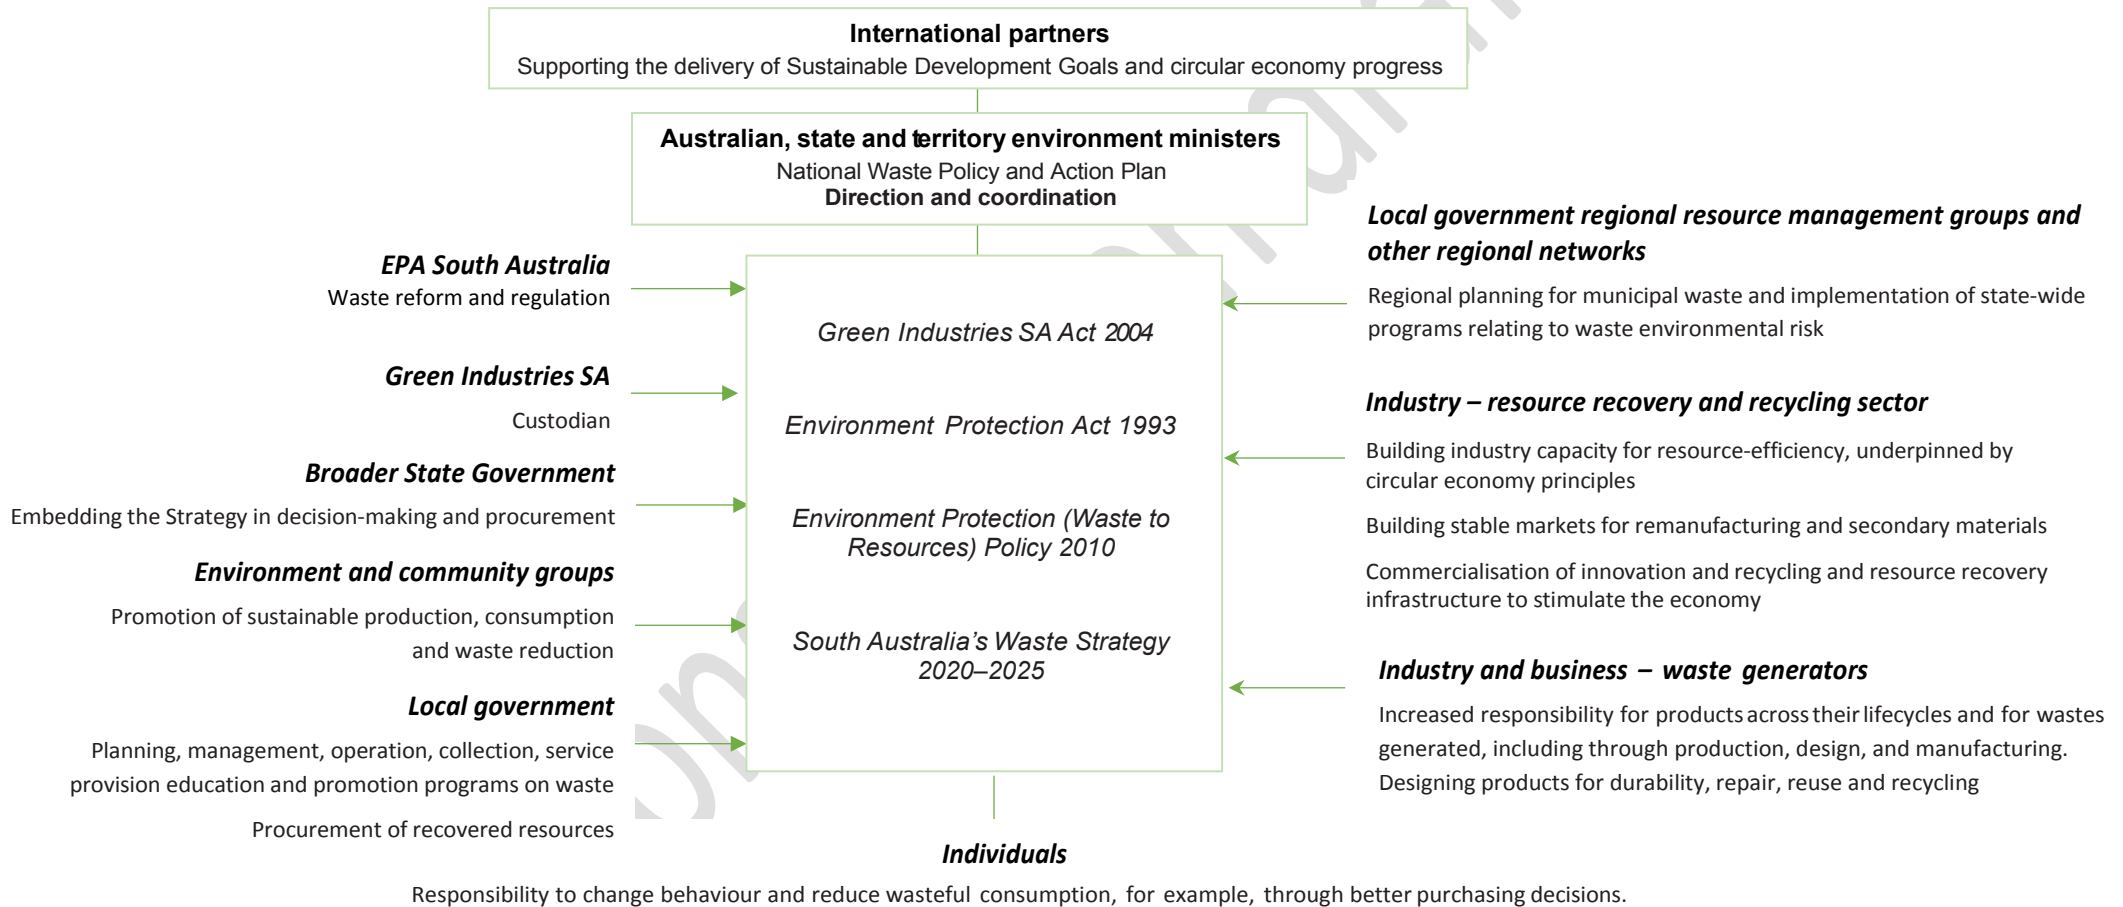 International partners
Supporting the delivery of Sustainable Development Goals and circular economy progress
Australian, state and territory environment ministers
National Waste Policy and Action Plan
Direction and coordination
EPA South Australia
Waste reform and regulation
Green Industries SA
Custodian
Broader State Government
Embedding the Strategy in decision-making and procurement
Environment and community groups
Promotion of sustainable production, consumption
and waste reduction
Local government
Planning, management, operation, collection, service
provision education and promotion programs on waste
Procurement of recovered resources
Green Industries SA Act 2004
Environment Protection Act 1993
Environment Protection (Waste to
Resources) Policy 2010
South Australia’s Waste Strategy
2020–2025
Local government regional resource management groups and
other regional networks
Regional planning for municipal waste and implementation of state-wide
programs relating to waste environmental risk
Industry – resource recovery and recycling sector
Building industry capacity for resource-efficiency, underpinned by
circular economy principles
Building stable markets for remanufacturing and secondary materials
Commercialisation of innovation and recycling and resource recovery
infrastructure to stimulate the economy
Industry and business – waste generators
Increased responsibility for products across their lifecycles and for wastes
generated, including through production, design, and manufacturing.
Designing products for durability, repair, reuse and recycling
Individuals
Responsibility to change behaviour and reduce wasteful consumption, for example, through better purchasing decisions.